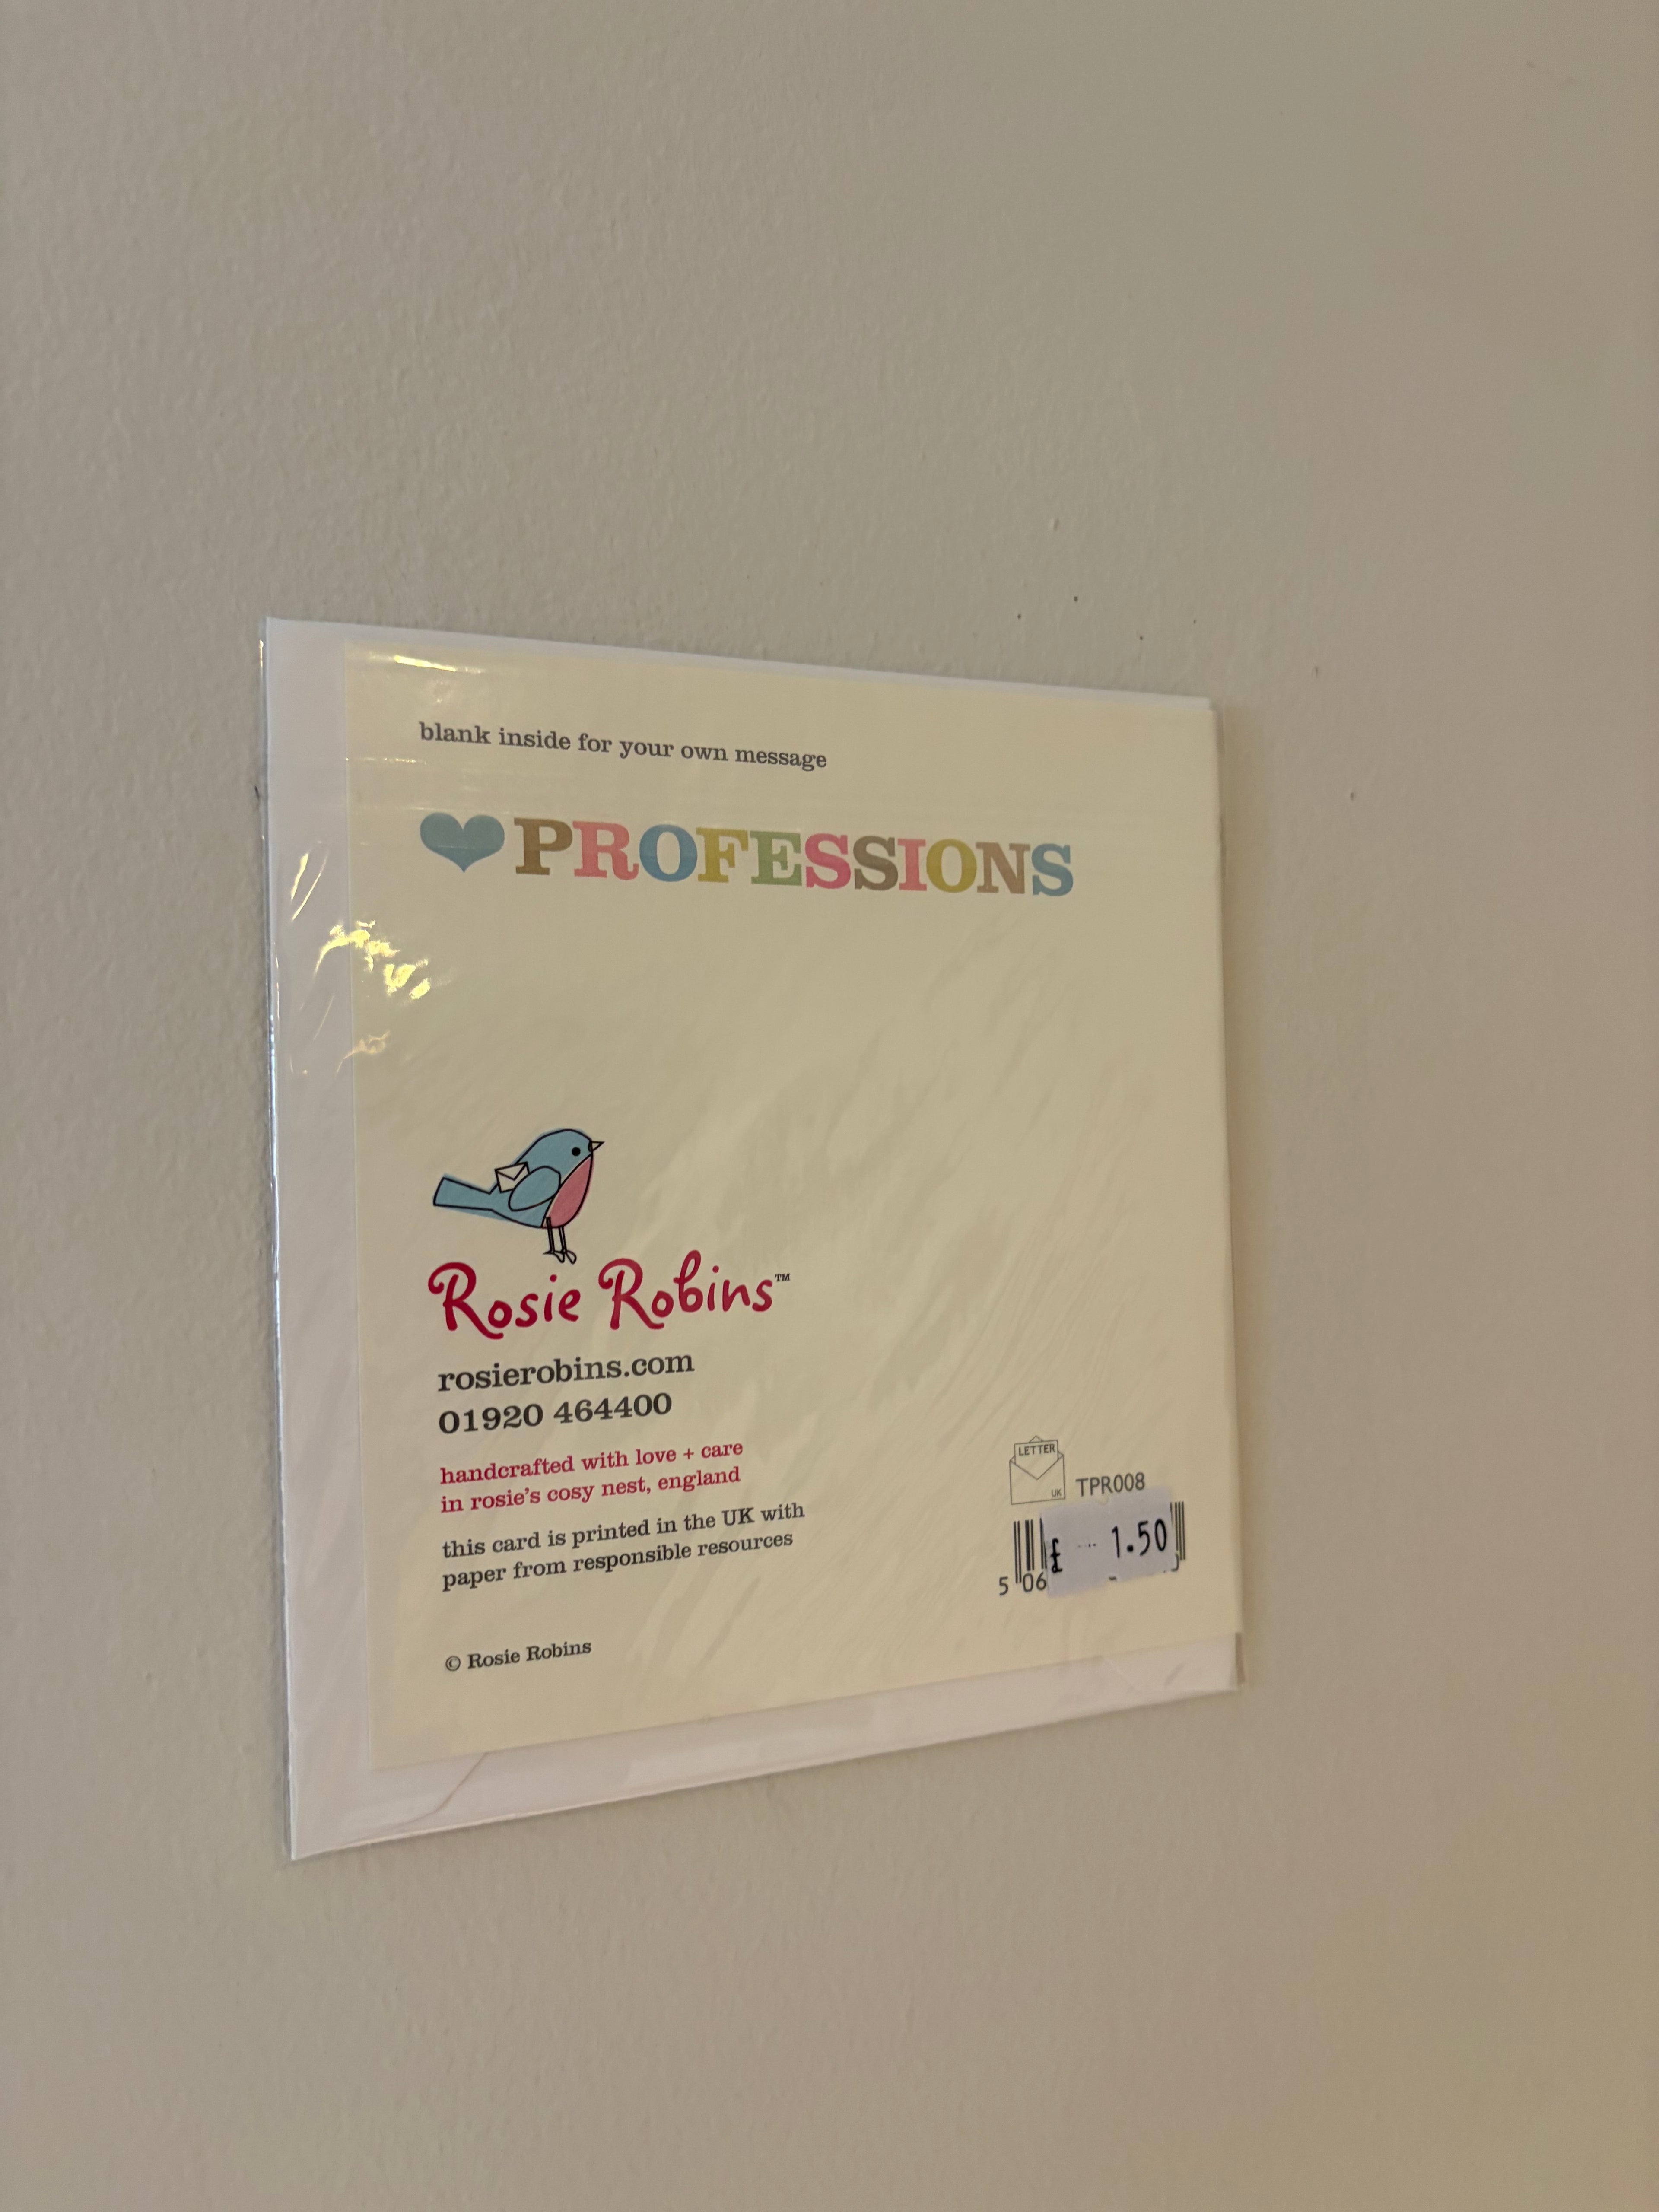 blank inside for your own message
PROFESSIONS
Rosie Robins™
rosierobins.com
01920 464400
handcrafted with love + care
in rosie's cosy nest, england
this card is printed in the UK with
paper from responsible resources
© Rosie Robins
LETTER
UK
TPR008
£ 1.50
5 06